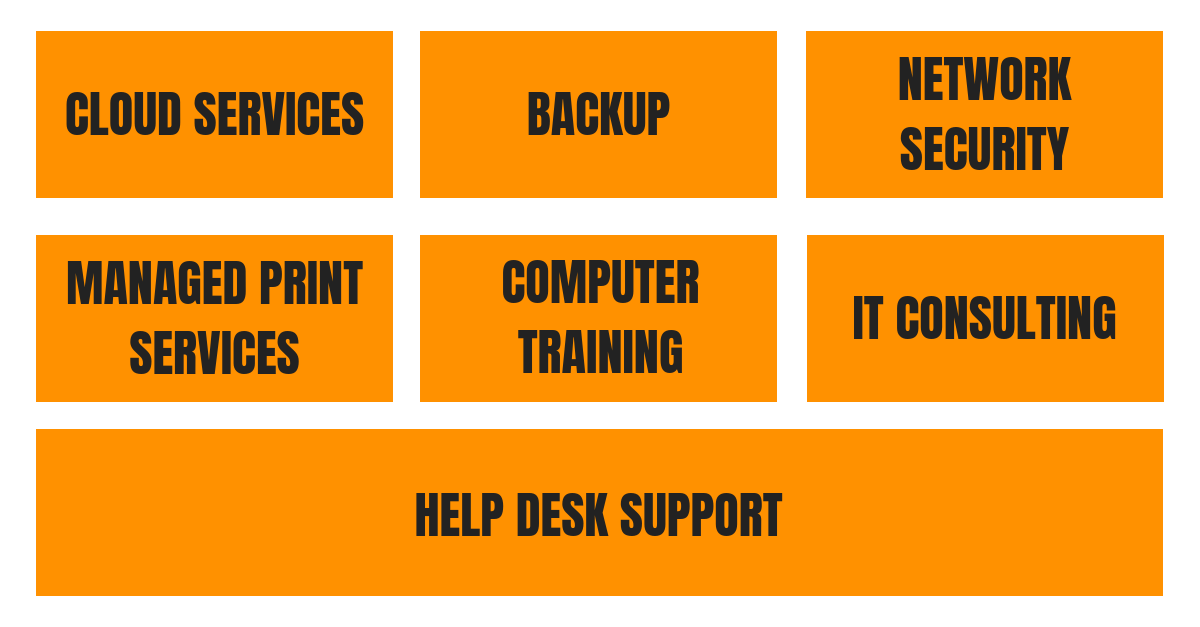 CLOUD SERVICES
BACKUP
NETWORK
SECURITY
MANAGED PRINT
SERVICES
COMPUTER
TRAINING
IT CONSULTING
HELP DESK SUPPORT